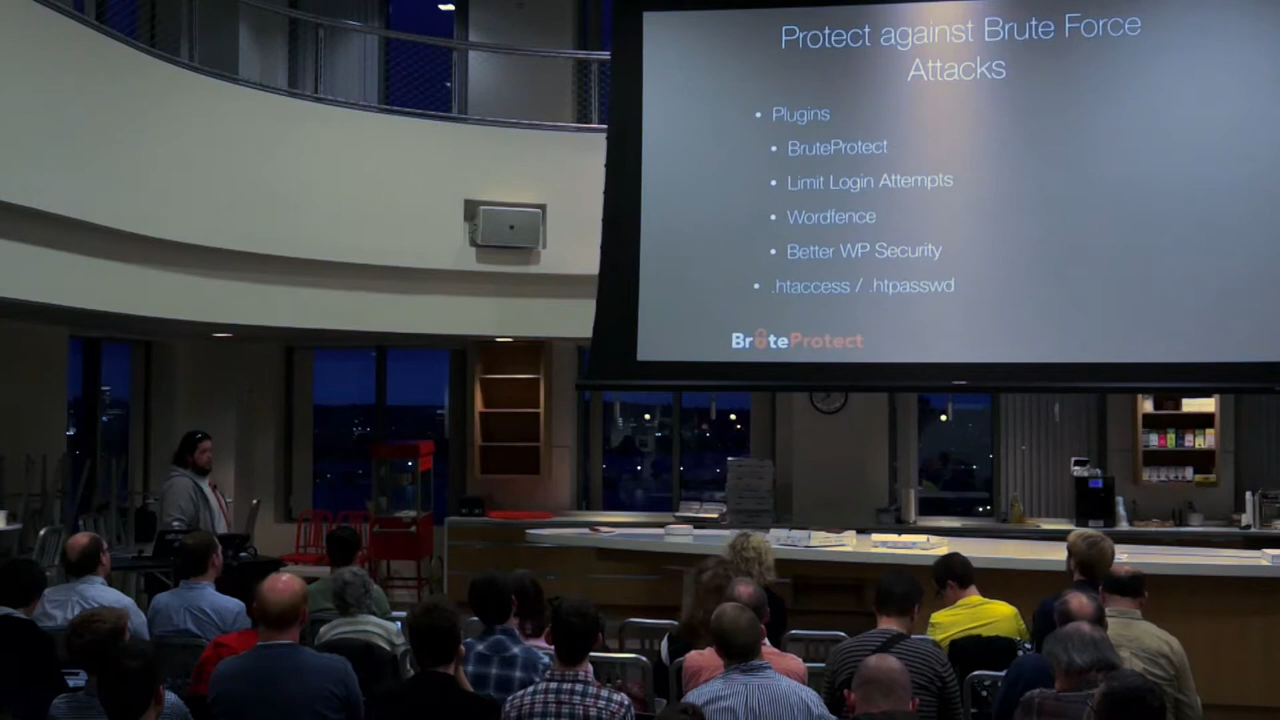 Protect against Brute Force
Attacks
• Plugins
• BruteProtect
• Limit Login Attempts
• Wordfence
• Better WP Security
• .htaccess / .htpasswd
BruteProtect